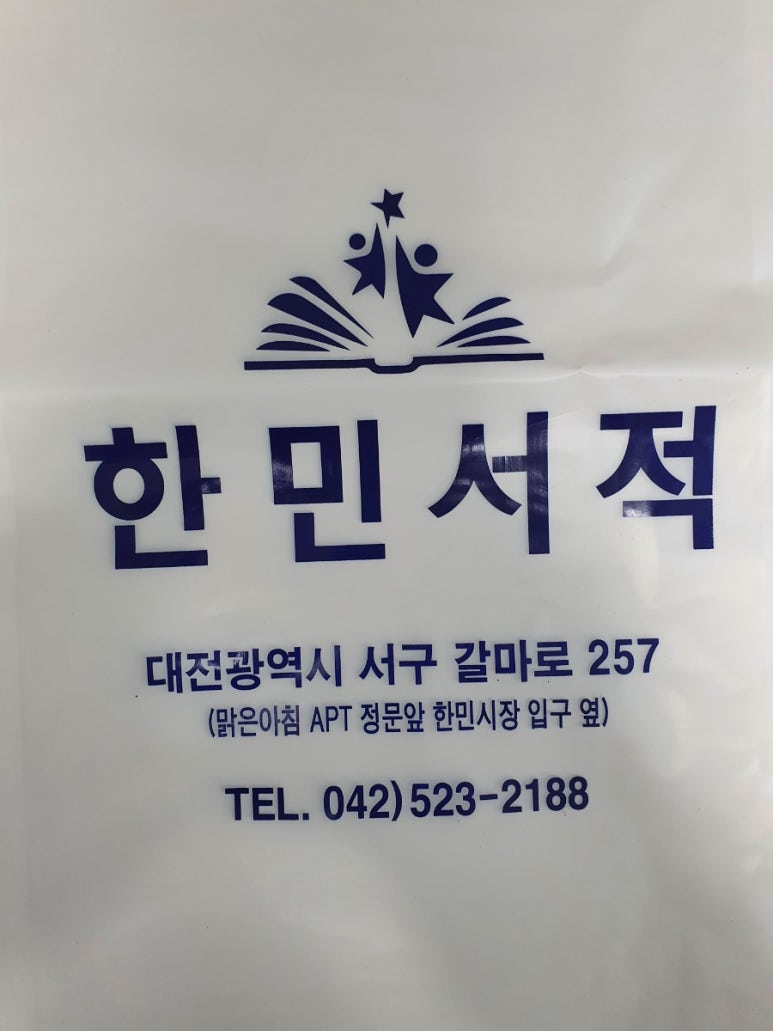 한민서적
대전광역시 서구 갈마로 257
(맑은아침 APT 정문앞 한민시장 입구 옆)
TEL. 042)523-2188